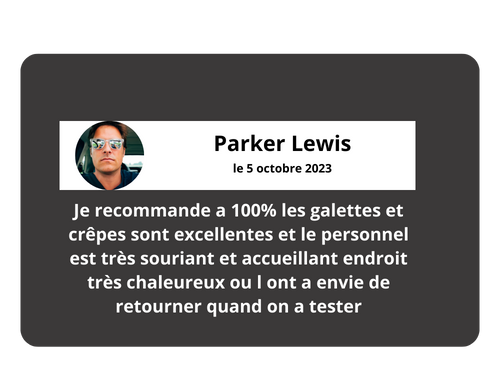 Parker Lewis
le 5 octobre 2023
Je recommande a 100% les galettes et
crêpes sont excellentes et le personnel
est très souriant et accueillant endroit
très chaleureux ou l ont a envie de
retourner quand on a tester